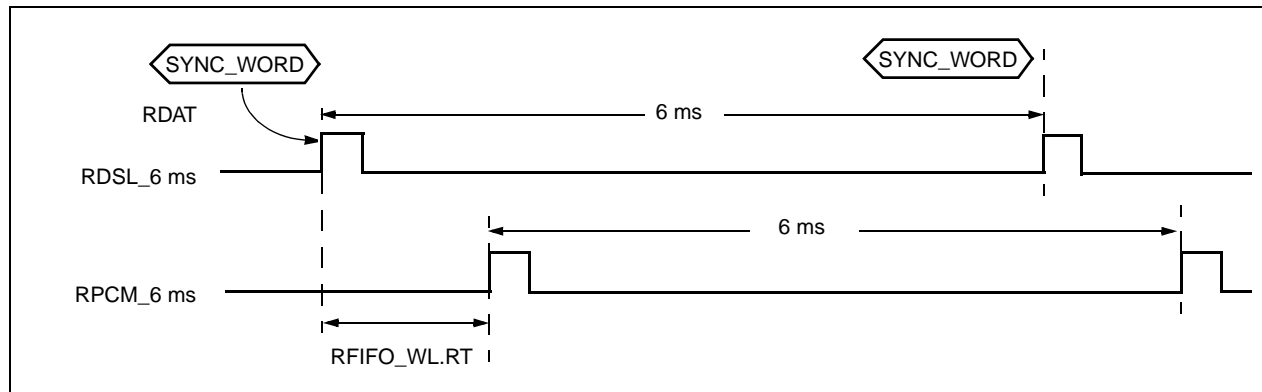 SYNC_WORD
SYNC_WORD
RDAT
6 ms
RDSL_6 ms
6 ms
RPCM_6 ms
RFIFO_WL.RT